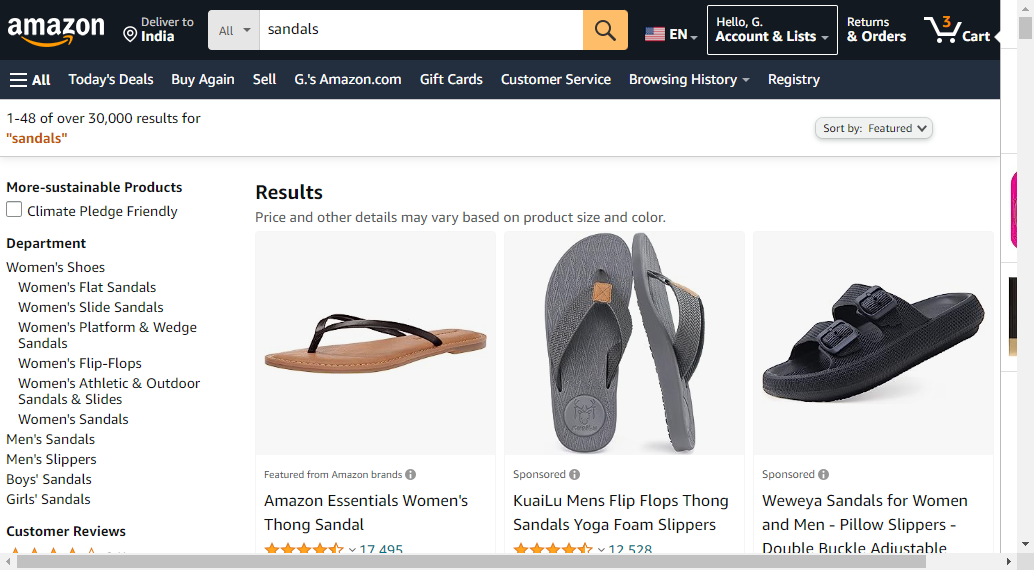 amazon
Deliver to
India
All
sandals
EN
Hello, G.
Account & Lists
Returns
& Orders
3
Cart
All
Today's Deals
Buy Again
Sell
G.'s Amazon.com
Gift Cards
Customer Service
Browsing History
Registry
1-48 of over 30,000 results for
"sandals"
Sort by: Featured
More-sustainable Products
Climate Pledge Friendly
Department
Women's Shoes
Women's Flat Sandals
Women's Slide Sandals
Women's Platform & Wedge
Sandals
Women's Flip-Flops
Women's Athletic & Outdoor
Sandals & Slides
Women's Sandals
Men's Sandals
Men's Slippers
Boys' Sandals
Girls' Sandals
Customer Reviews
Results
Price and other details may vary based on product size and color.
Featured from Amazon brands
Amazon Essentials Women's
Thong Sandal
17,495
Sponsored
KuaiLu Mens Flip Flops Thong
Sandals Yoga Foam Slippers
12,528
Sponsored
Weweya Sandals for Women
and Men - Pillow Slippers -
Double Buckle Adjustable